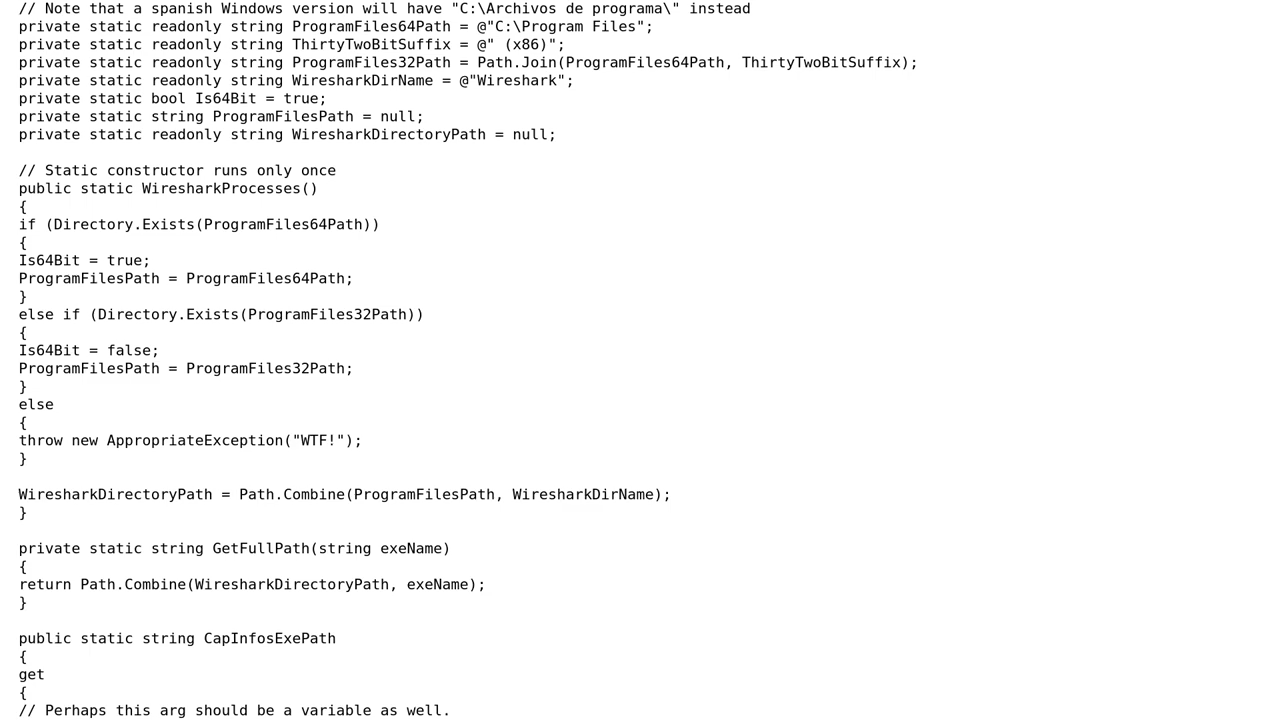 // Note that a spanish Windows version will have "C:\Archivos de programa\" instead
private static readonly string ProgramFiles64Path = @"C:\Program Files";
private static readonly string ThirtyTwoBitSuffix = @" (x86)";
private static readonly string ProgramFiles32Path = Path.Join(ProgramFiles64Path, ThirtyTwoBitSuffix);
private static readonly string WiresharkDirName = @"Wireshark";
private static bool Is64Bit = true;
private static string ProgramFilesPath = null;
private static readonly string WiresharkDirectoryPath = null;

// Static constructor runs only once
public static WiresharkProcesses()
{
if (Directory.Exists(ProgramFiles64Path))
{
Is64Bit = true;
ProgramFilesPath = ProgramFiles64Path;
}
else if (Directory.Exists(ProgramFiles32Path))
{
Is64Bit = false;
ProgramFilesPath = ProgramFiles32Path;
}
else
{
throw new AppropriateException("WTF!");
}

WiresharkDirectoryPath = Path.Combine(ProgramFilesPath, WiresharkDirName);
}

private static string GetFullPath(string exeName)
{
return Path.Combine(WiresharkDirectoryPath, exeName);
}

public static string CapInfosExePath
{
get
{
// Perhaps this arg should be a variable as well.